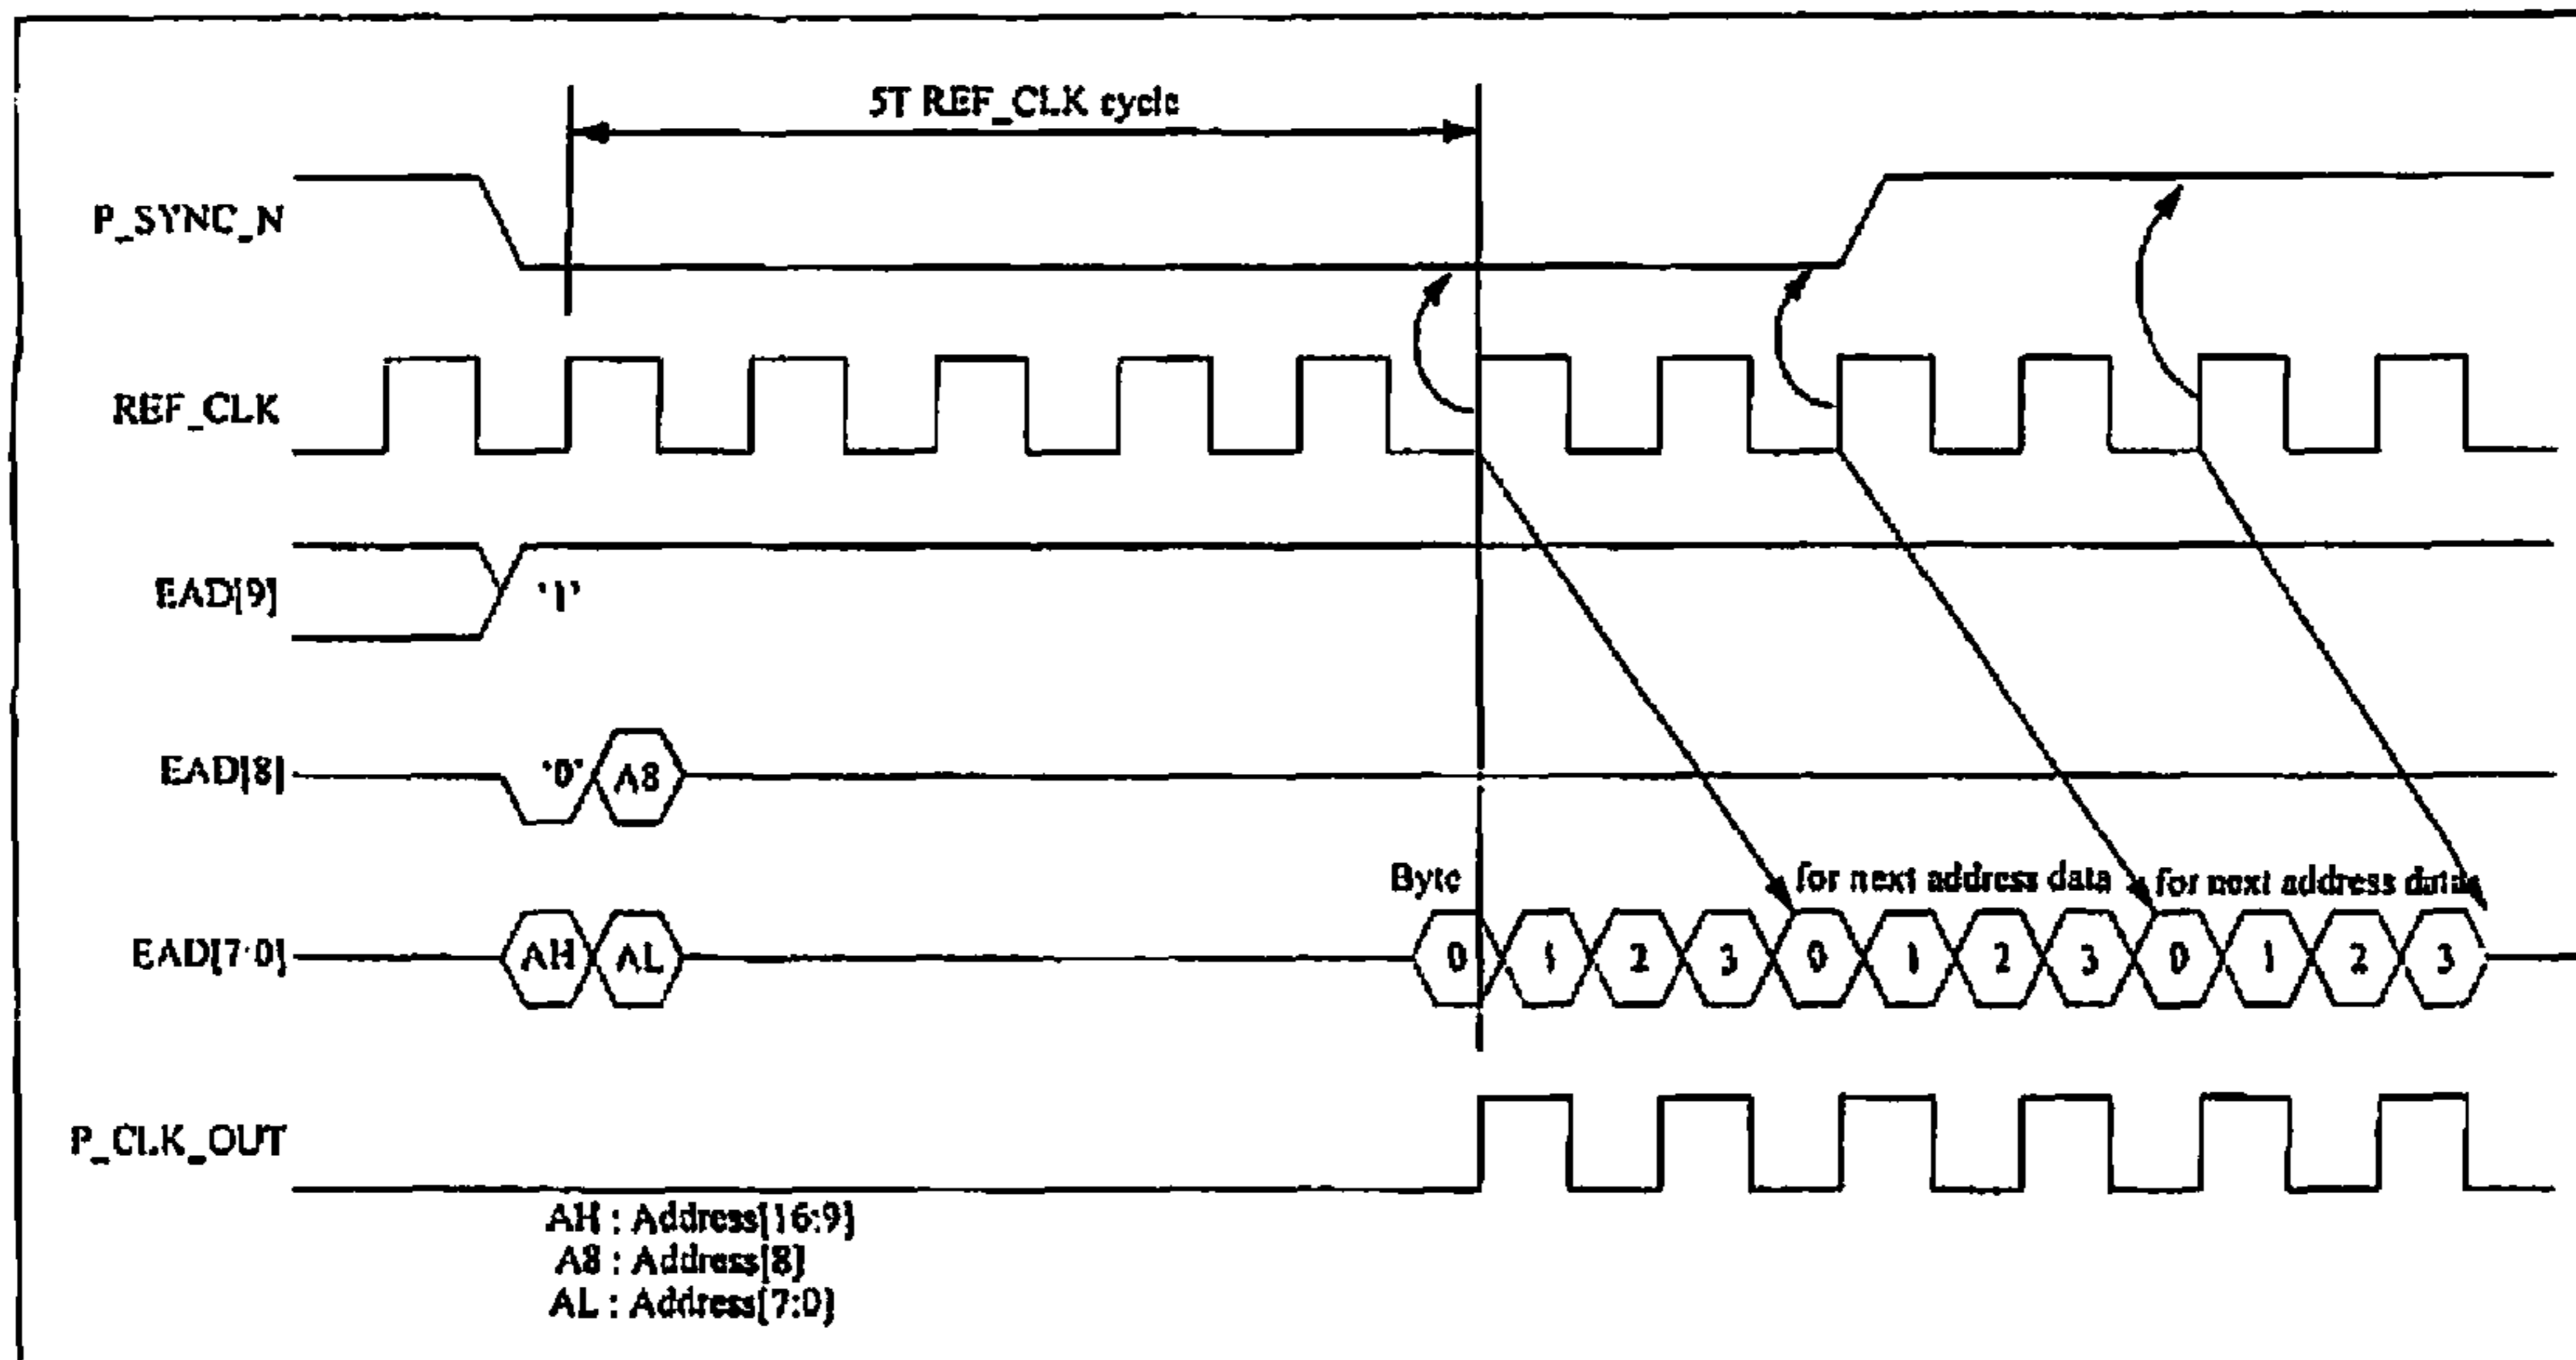 5T REF_CLK cycle
P_SYNC_N
REF_CLK
EAD[9]
'1'
EAD[8]
'0'
A8
Byte
for next address data
for next address data
EAD[7:0]
AH
AL
0
1
2
3
0
1
2
3
0
1
2
3
P_CLK_OUT
AH : Address[16:9]
A8 : Address[8]
AL : Address[7:0]